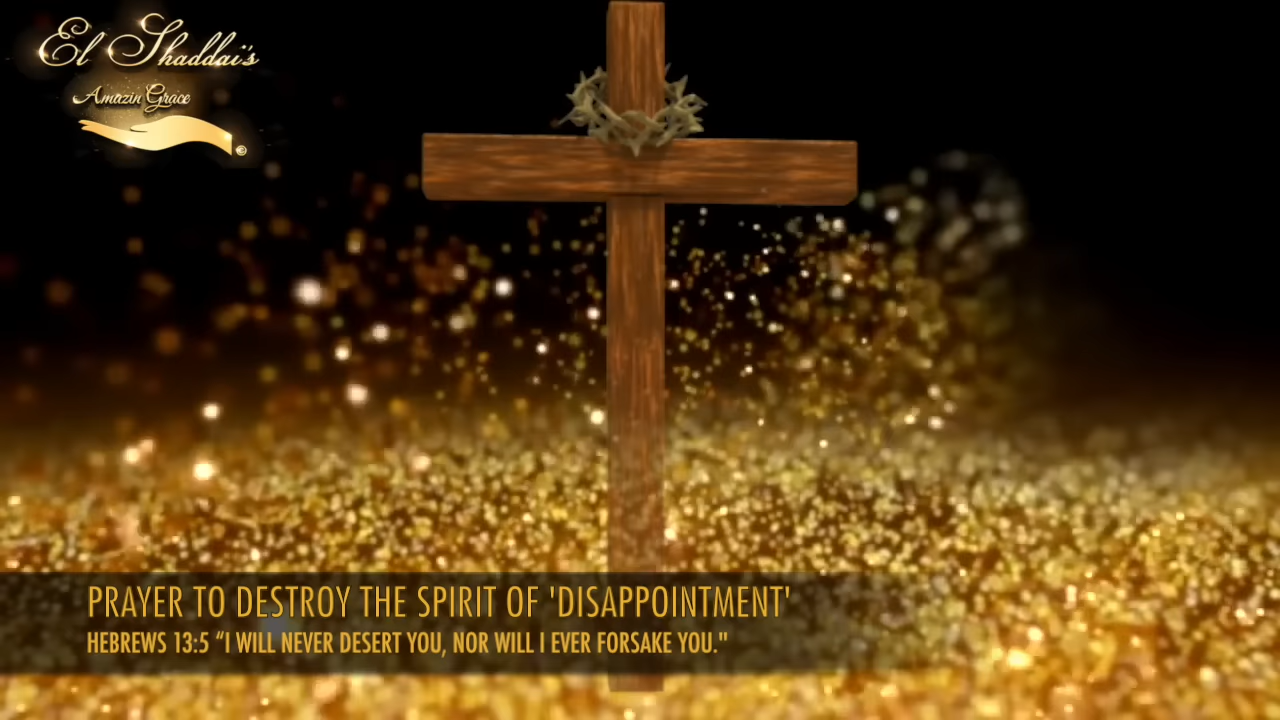 El Shaddai's
Amazin Grace
PRAYER TO DESTROY THE SPIRIT OF 'DISAPPOINTMENT'
HEBREWS 13:5 “I WILL NEVER DESERT YOU, NOR WILL I EVER FORSAKE YOU."